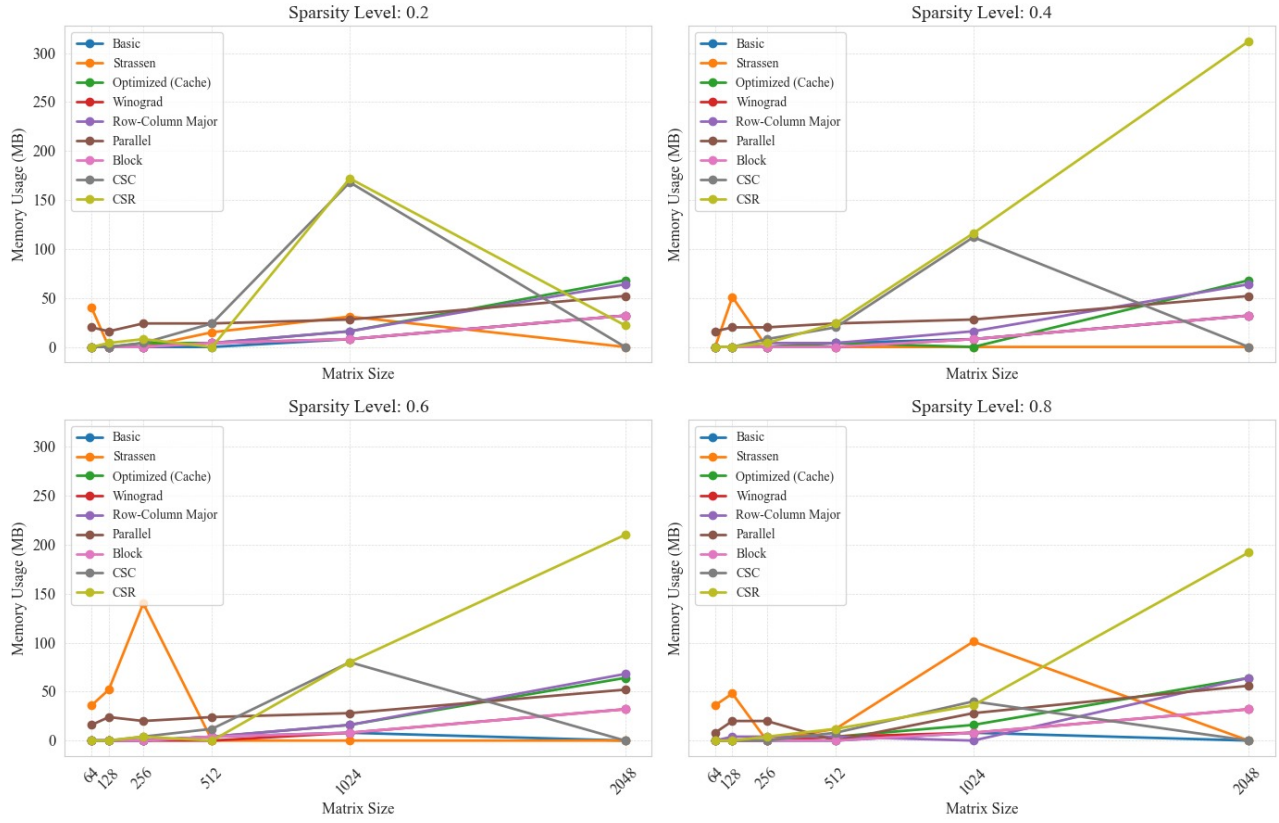 Sparsity Level: 0.2
Memory Usage (MB)
300
250
200
150
100
50
0
Basic
Strassen
Optimized (Cache)
Winograd
Row-Column Major
Parallel
Block
CSC
CSR
Matrix Size
Sparsity Level: 0.4
Memory Usage (MB)
Basic
Strassen
Optimized (Cache)
Winograd
Row-Column Major
Parallel
Block
CSC
CSR
Matrix Size
Sparsity Level: 0.6
Memory Usage (MB)
300
250
200
150
100
50
0
Basic
Strassen
Optimized (Cache)
Winograd
Row-Column Major
Parallel
Block
CSC
CSR
64
128
256
512
1024
2048
Matrix Size
Sparsity Level: 0.8
Memory Usage (MB)
Basic
Strassen
Optimized (Cache)
Winograd
Row-Column Major
Parallel
Block
CSC
CSR
64
128
256
512
1024
2048
Matrix Size